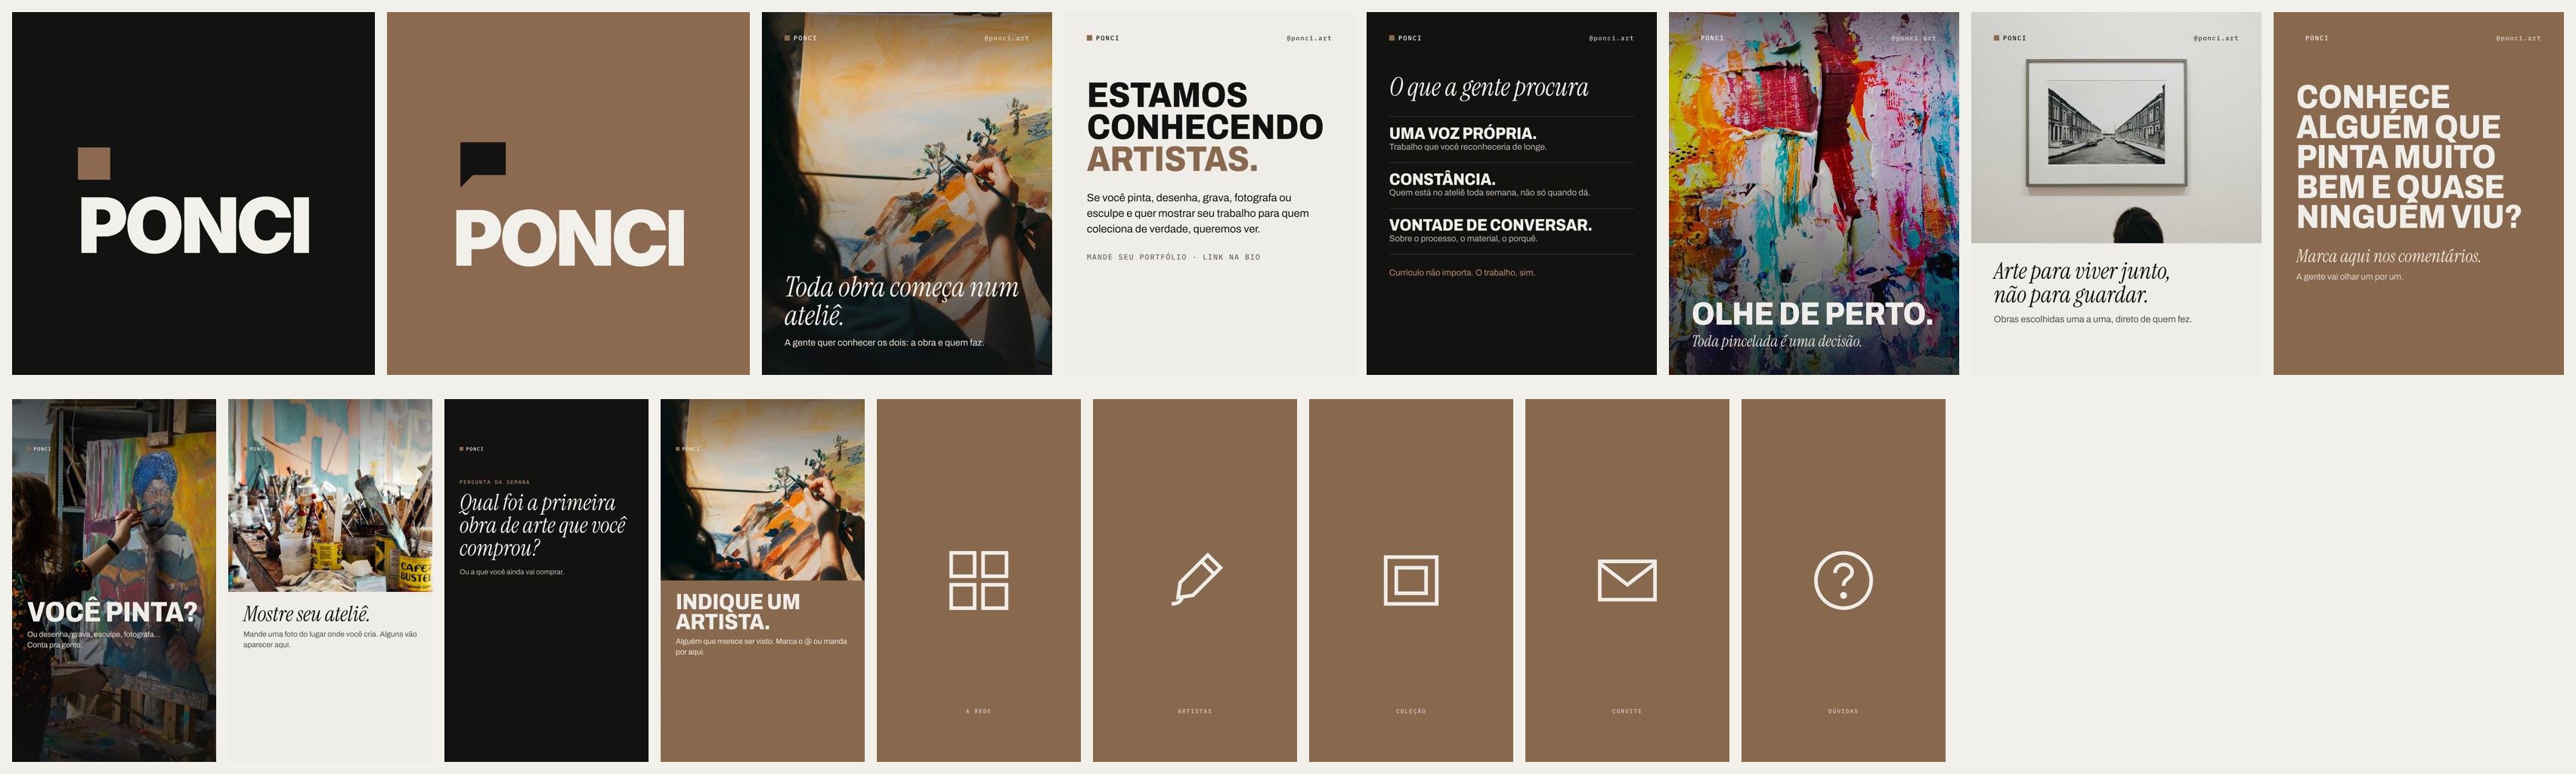 PONCI
PONCI
PONCI
@ponci.art
Toda obra começa num
ateliê.
A gente quer conhecer os dois: a obra e quem faz.
PONCI
@ponci.art
ESTAMOS
CONHECENDO
ARTISTAS.
Se você pinta, desenha, grava, fotografa ou
esculpe e quer mostrar seu trabalho para quem
coleciona de verdade, queremos ver.
MANDE SEU PORTFÓLIO · LINK NA BIO
PONCI
@ponci.art
O que a gente procura
UMA VOZ PRÓPRIA.
Trabalho que você reconheceria de longe.
CONSTÂNCIA.
Quem está no ateliê toda semana, não só quando dá.
VONTADE DE CONVERSAR.
Sobre o processo, o material, o porquê.
Currículo não importa. O trabalho, sim.
PONCI
@ponci.art
OLHE DE PERTO.
Toda pincelada é uma decisão.
PONCI
@ponci.art
Arte para viver junto,
não para guardar.
Obras escolhidas uma a uma, direto de quem fez.
PONCI
@ponci.art
CONHECE
ALGUÉM QUE
PINTA MUITO
BEM E QUASE
NINGUÉM VIU?
Marca aqui nos comentários.
A gente vai olhar um por um.
PONCI
VOCÊ PINTA?
Ou desenha, grava, esculpe, fotografa...
Conta pra gente.
PONCI
CAFE
BUSTEL
Mostre seu ateliê.
Mande uma foto do lugar onde você cria. Alguns vão
aparecer aqui.
PONCI
PERGUNTA DA SEMANA
Qual foi a primeira
obra de arte que você
comprou?
Ou a que você ainda vai comprar.
PONCI
INDIQUE UM
ARTISTA.
Alguém que merece ser visto. Marca o @ ou manda
por aqui.
A REDE
ARTISTAS
COLEÇÃO
CONVITE
DÚVIDAS